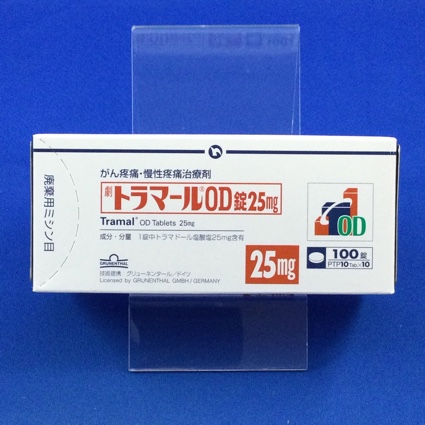 廃棄用ミシン目
がん疼痛・慢性疼痛治療剤
劇 トラマール®OD錠25mg
Tramal® OD Tablets 25mg
成分・分量 1錠中トラマドール塩酸塩25mg含有
OD
25mg
100錠
PTP10Tab.×10
GRUNENTHAL
技術提携 グリューネンタール/ドイツ
Licensed by GRUNENTHAL GMBH/GERMANY